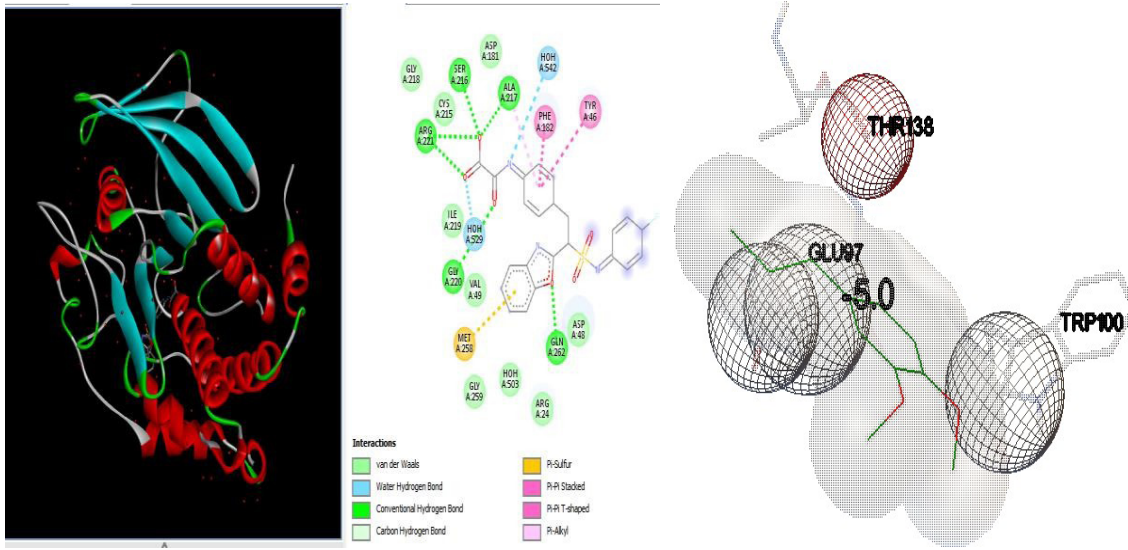 ASP
A:181
HOH
A:542
GLY
A:218
SER
A:216
ALA
A:217
CYS
A:215
PHE
A:182
TYR
A:46
ARG
A:221
ILE
A:219
HOH
A:529
GLY
A:220
VAL
A:49
MET
A:258
GLN
A:262
ASP
A:48
GLY
A:259
HOH
A:503
ARG
A:24
Interactions
van der Waals
Water Hydrogen Bond
Conventional Hydrogen Bond
Carbon Hydrogen Bond
Pi-Sulfur
Pi-Pi Stacked
Pi-Pi T-shaped
Pi-Alkyl
THR138
GLU97
-5.0
TRP100